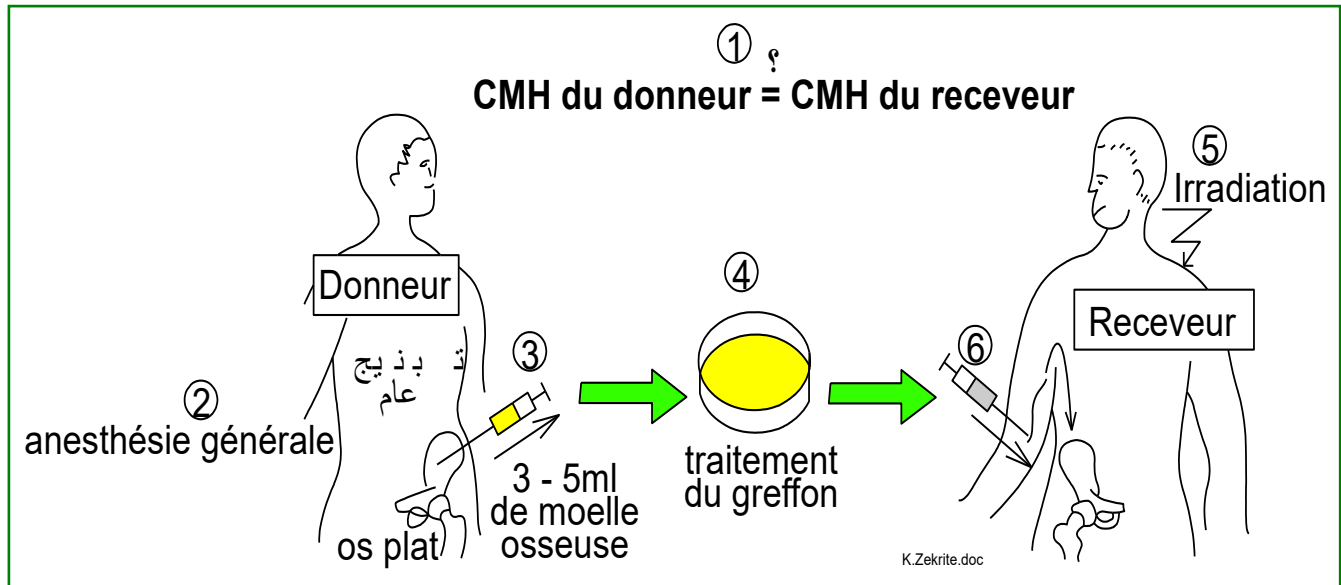 ①
؟
CMH du donneur = CMH du receveur
Donneur
تبنيج
عام
②
anesthésie générale
③
3 - 5ml
de moelle
osseuse
os plat
④
traitement
du greffon
⑤
Irradiation
Receveur
⑥
K.Zekrite.doc